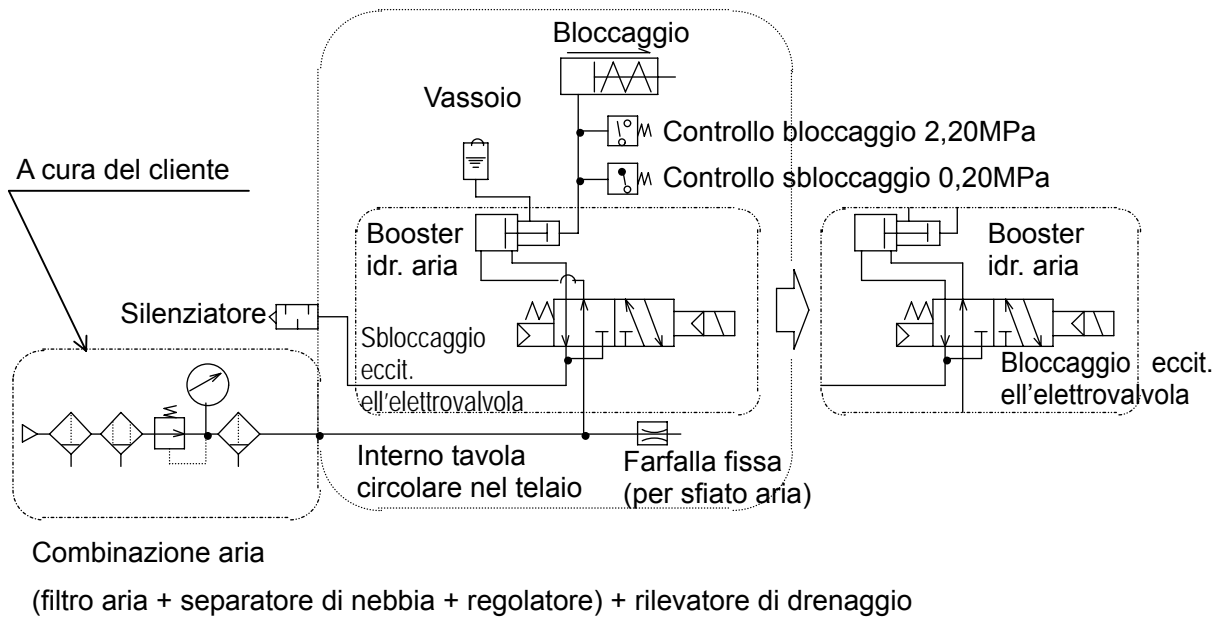 Bloccaggio
Vassoio
Controllo bloccaggio 2,20MPa
A cura del cliente
Controllo sbloccaggio 0,20MPa
Booster
idr. aria
Booster
idr. aria
Silenziatore
Sbloccaggio
eccit.
ell'elettrovalvola
Bloccaggio eccit.
ell'elettrovalvola
Interno tavola
circolare nel telaio
Farfalla fissa
(per sfiato aria)
Combinazione aria
(filtro aria + separatore di nebbia + regolatore) + rilevatore di drenaggio